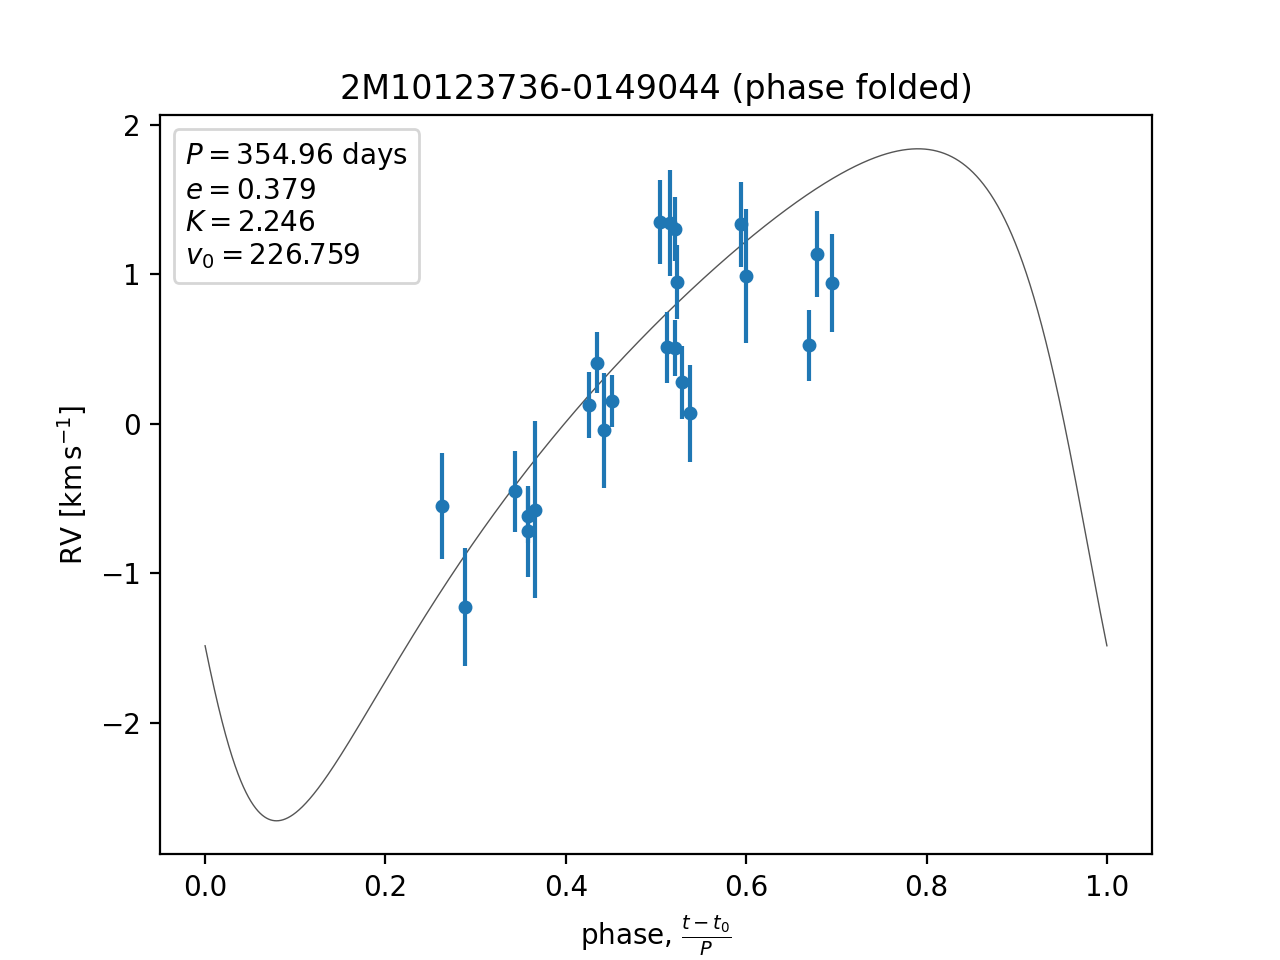 2M10123736-0149044 (phase folded)
P = 354.96 days
e = 0.379
K = 2.246
v₀ = 226.759
2
1
0
−1
−2
RV [km s⁻¹]
0.0 0.2 0.4 0.6 0.8 1.0
phase, (t − t₀)/P